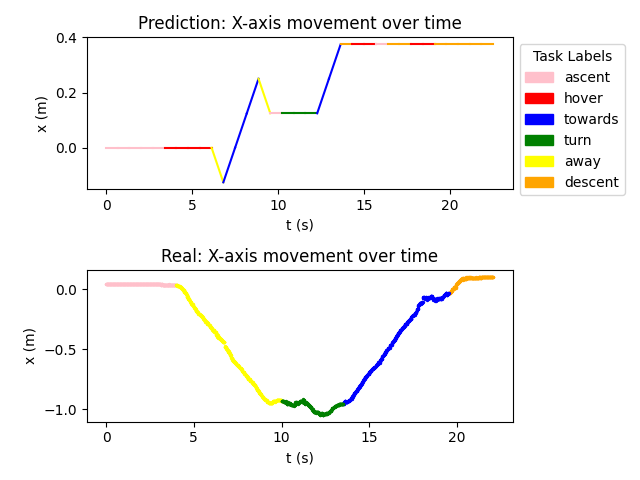 Prediction: X-axis movement over time
0.4
0.2
0.0
x (m)
0 5 10 15 20
t (s)
Task Labels
ascent
hover
towards
turn
away
descent
Real: X-axis movement over time
0.0
−0.5
−1.0
x (m)
0 5 10 15 20
t (s)